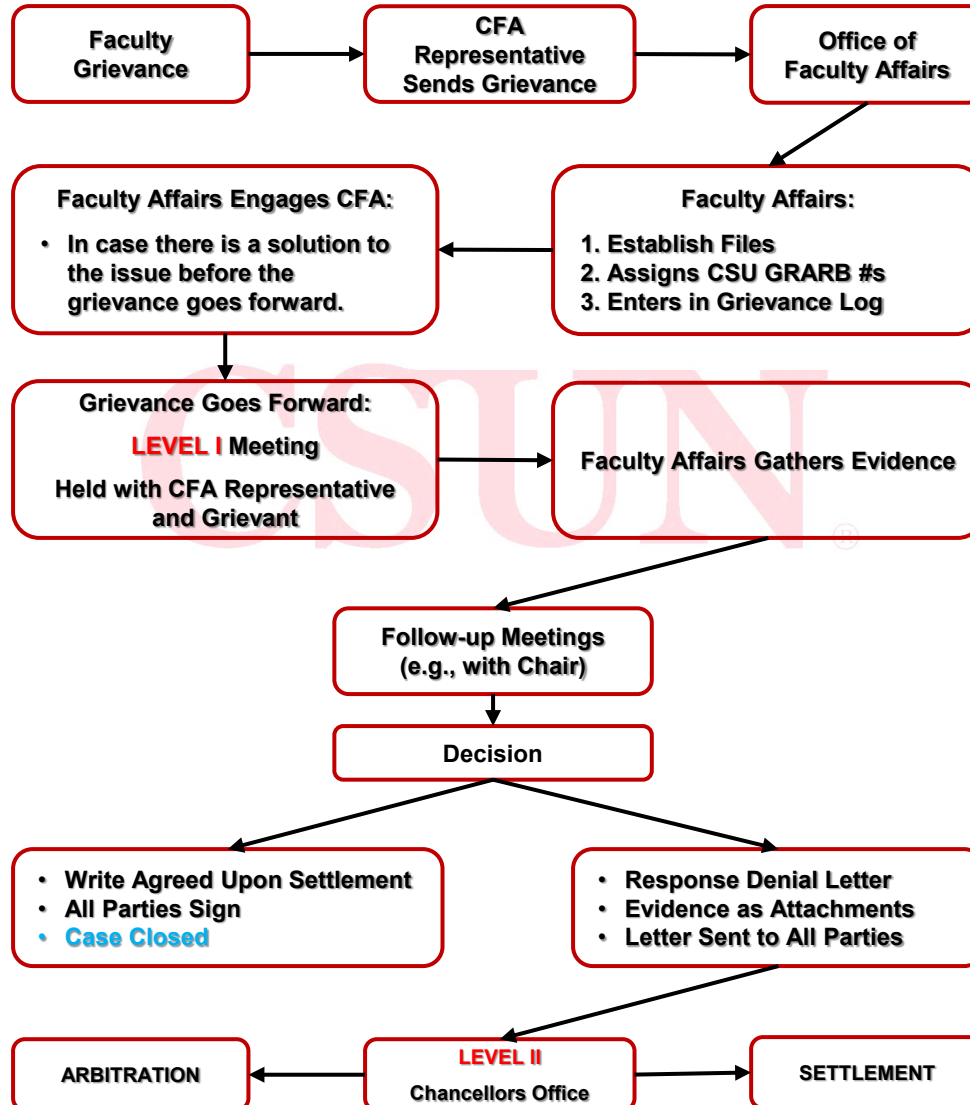 Faculty
Grievance
CFA
Representative
Sends Grievance
Office of
Faculty Affairs
Faculty Affairs Engages CFA:
• In case there is a solution to
the issue before the
grievance goes forward.
Faculty Affairs:
1. Establish Files
2. Assigns CSU GRARB #s
3. Enters in Grievance Log
Grievance Goes Forward:
LEVEL I Meeting
Held with CFA Representative
and Grievant
Faculty Affairs Gathers Evidence
CSUN ®
Follow-up Meetings
(e.g., with Chair)
Decision
• Write Agreed Upon Settlement
• All Parties Sign
• Case Closed
• Response Denial Letter
• Evidence as Attachments
• Letter Sent to All Parties
ARBITRATION
LEVEL II
Chancellors Office
SETTLEMENT